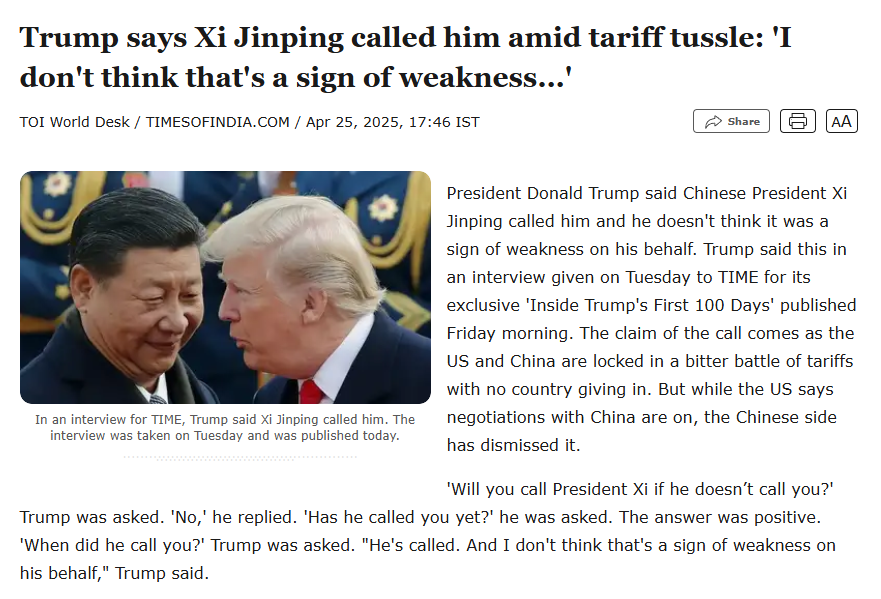 Trump says Xi Jinping called him amid tariff tussle: 'I
don't think that's a sign of weakness...'
TOI World Desk / TIMESOFINDIA.COM / Apr 25, 2025, 17:46 IST
Share
AA
In an interview for TIME, Trump said Xi Jinping called him. The
interview was taken on Tuesday and was published today.
President Donald Trump said Chinese President Xi
Jinping called him and he doesn't think it was a
sign of weakness on his behalf. Trump said this in
an interview given on Tuesday to TIME for its
exclusive 'Inside Trump's First 100 Days' published
Friday morning. The claim of the call comes as the
US and China are locked in a bitter battle of tariffs
with no country giving in. But while the US says
negotiations with China are on, the Chinese side
has dismissed it.
'Will you call President Xi if he doesn’t call you?'
Trump was asked. 'No,' he replied. 'Has he called you yet?' he was asked. The answer was positive.
'When did he call you?' Trump was asked. "He's called. And I don't think that's a sign of weakness on
his behalf," Trump said.